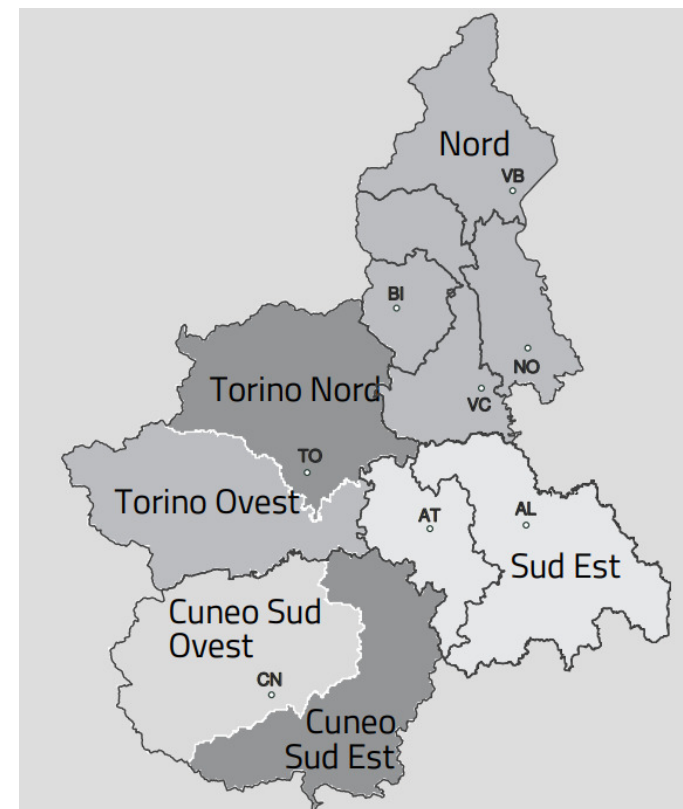 Nord
VB
BI
NO
Torino Nord
VC
TO
Torino Ovest
AT
AL
Sud Est
Cuneo Sud
Ovest
CN
Cuneo
Sud Est